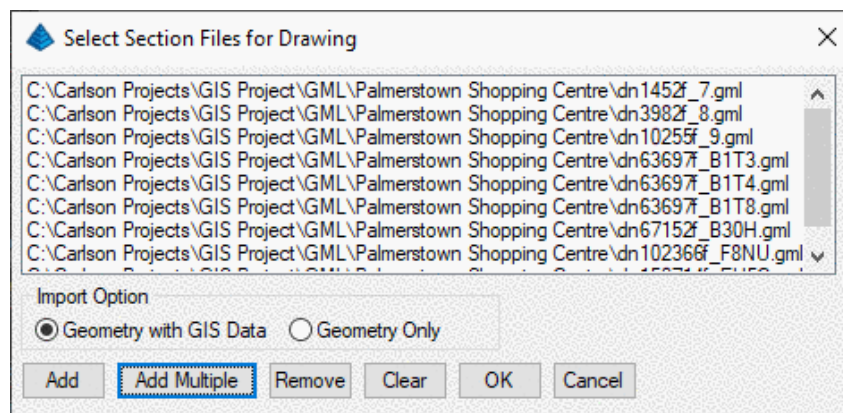 Select Section Files for Drawing
C:\Carlson Projects\GIS Project\GML\Palmerstown Shopping Centre\dn1452f_7.gml
C:\Carlson Projects\GIS Project\GML\Palmerstown Shopping Centre\dn3982f_8.gml
C:\Carlson Projects\GIS Project\GML\Palmerstown Shopping Centre\dn10255f_9.gml
C:\Carlson Projects\GIS Project\GML\Palmerstown Shopping Centre\dn63697f_B1T3.gml
C:\Carlson Projects\GIS Project\GML\Palmerstown Shopping Centre\dn63697f_B1T4.gml
C:\Carlson Projects\GIS Project\GML\Palmerstown Shopping Centre\dn63697f_B1T8.gml
C:\Carlson Projects\GIS Project\GML\Palmerstown Shopping Centre\dn67152f_B30H.gml
C:\Carlson Projects\GIS Project\GML\Palmerstown Shopping Centre\dn102366f_F8NU.gml
Import Option
Geometry with GIS Data Geometry Only
Add Add Multiple Remove Clear OK Cancel